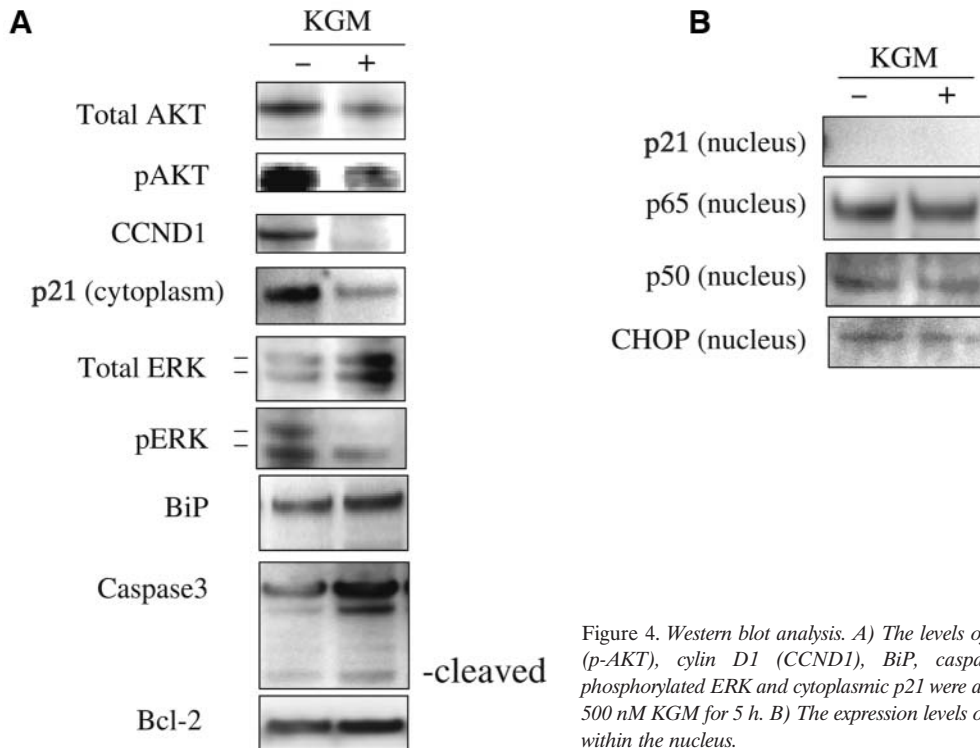 A
KGM
– +
Total AKT
pAKT
CCND1
p21 (cytoplasm)
Total ERK
pERK
BiP
Caspase3
-cleaved
Bcl-2
B
KGM
– +
p21 (nucleus)
p65 (nucleus)
p50 (nucleus)
CHOP (nucleus)
Figure 4. Western blot analysis. A) The levels
(p-AKT), cylin D1 (CCND1), BiP,
phosphorylated ERK and cytoplasmic p21 were
500 nM KGM for 5 h. B) The expression levels
within the nucleus.